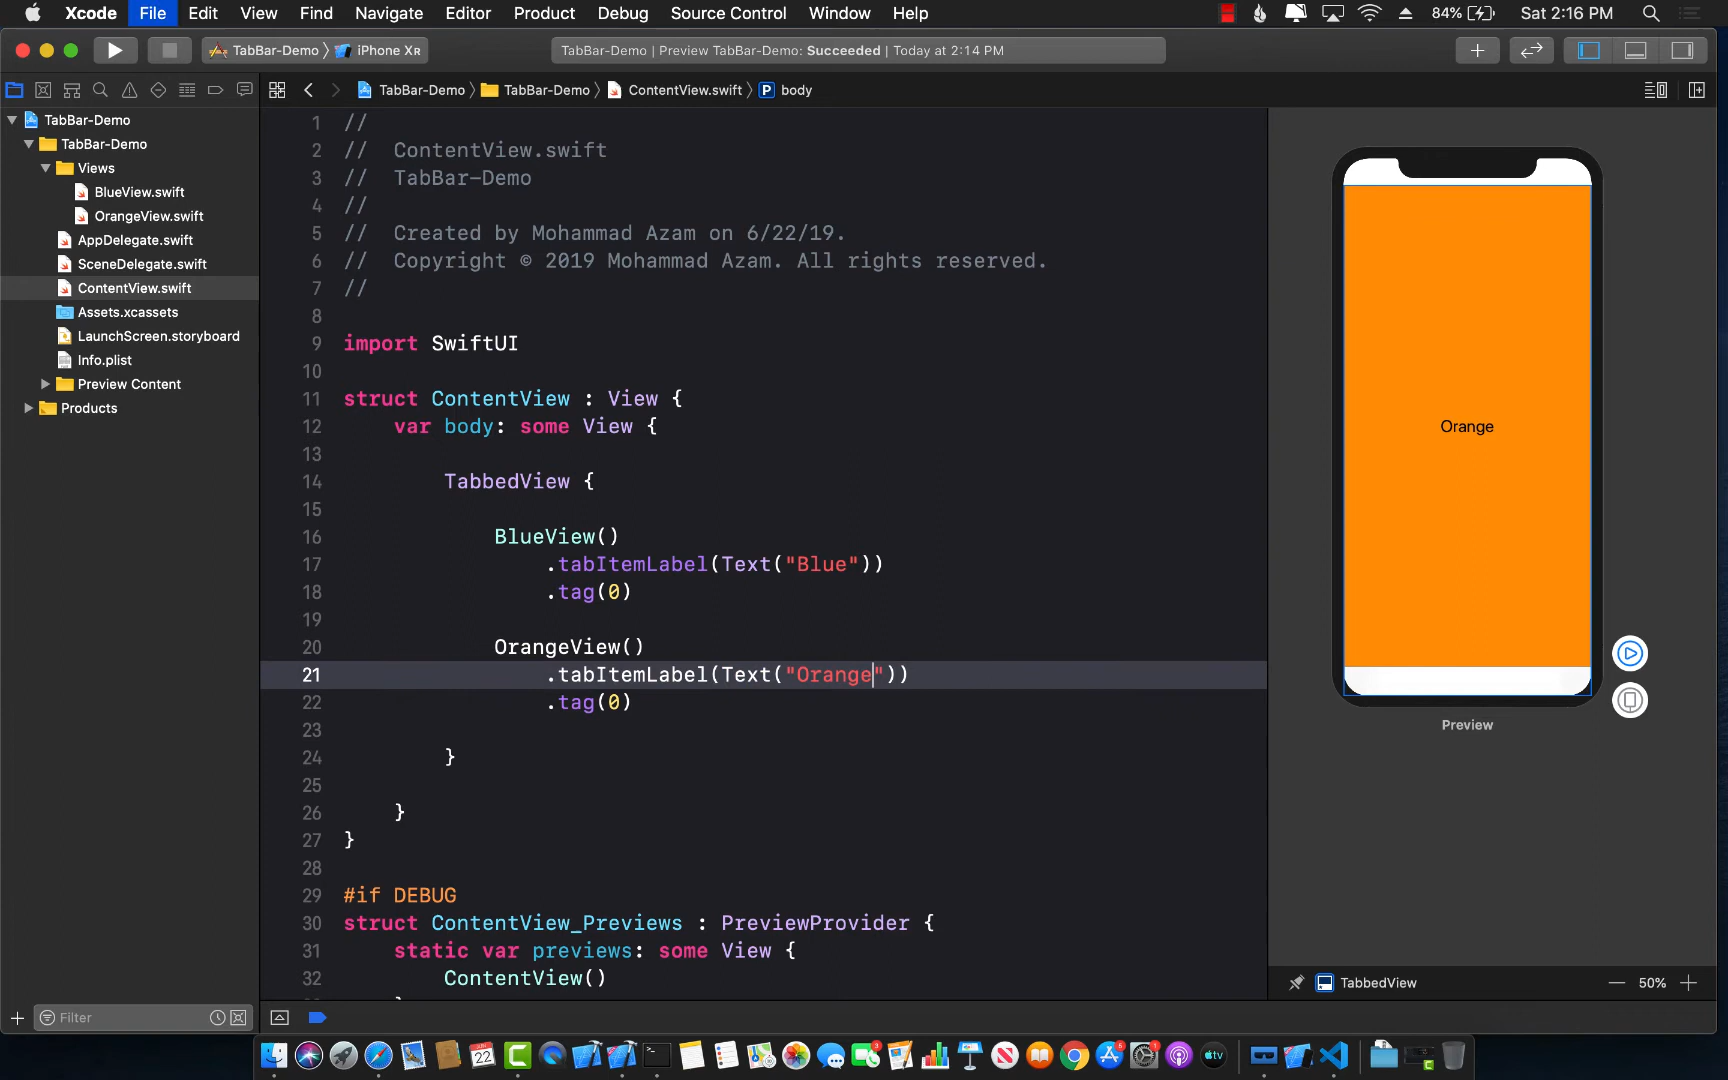 Xcode File Edit View Find Navigate Editor Product Debug Source Control Window Help 84% Sat 2:16 PM
TabBar-Demo iPhone XR TabBar-Demo | Preview TabBar-Demo: Succeeded | Today at 2:14 PM
TabBar-Demo TabBar-Demo ContentView.swift P body
TabBar-Demo
TabBar-Demo
Views
BlueView.swift
OrangeView.swift
AppDelegate.swift
SceneDelegate.swift
ContentView.swift
Assets.xcassets
LaunchScreen.storyboard
Info.plist
Preview Content
Products
Filter
1 //
2 //  ContentView.swift
3 //  TabBar-Demo
4 //
5 //  Created by Mohammad Azam on 6/22/19.
6 //  Copyright © 2019 Mohammad Azam. All rights reserved.
7 //
8
9 import SwiftUI
10
11 struct ContentView : View {
12     var body: some View {
13
14         TabbedView {
15
16             BlueView()
17                 .tabItemLabel(Text("Blue"))
18                 .tag(0)
19
20             OrangeView()
21                 .tabItemLabel(Text("Orange"))
22                 .tag(0)
23
24         }
25
26     }
27 }
28
29 #if DEBUG
30 struct ContentView_Previews : PreviewProvider {
31     static var previews: some View {
32         ContentView()
Orange
Preview
TabbedView 50%
JUN
22
3
6
1
tv